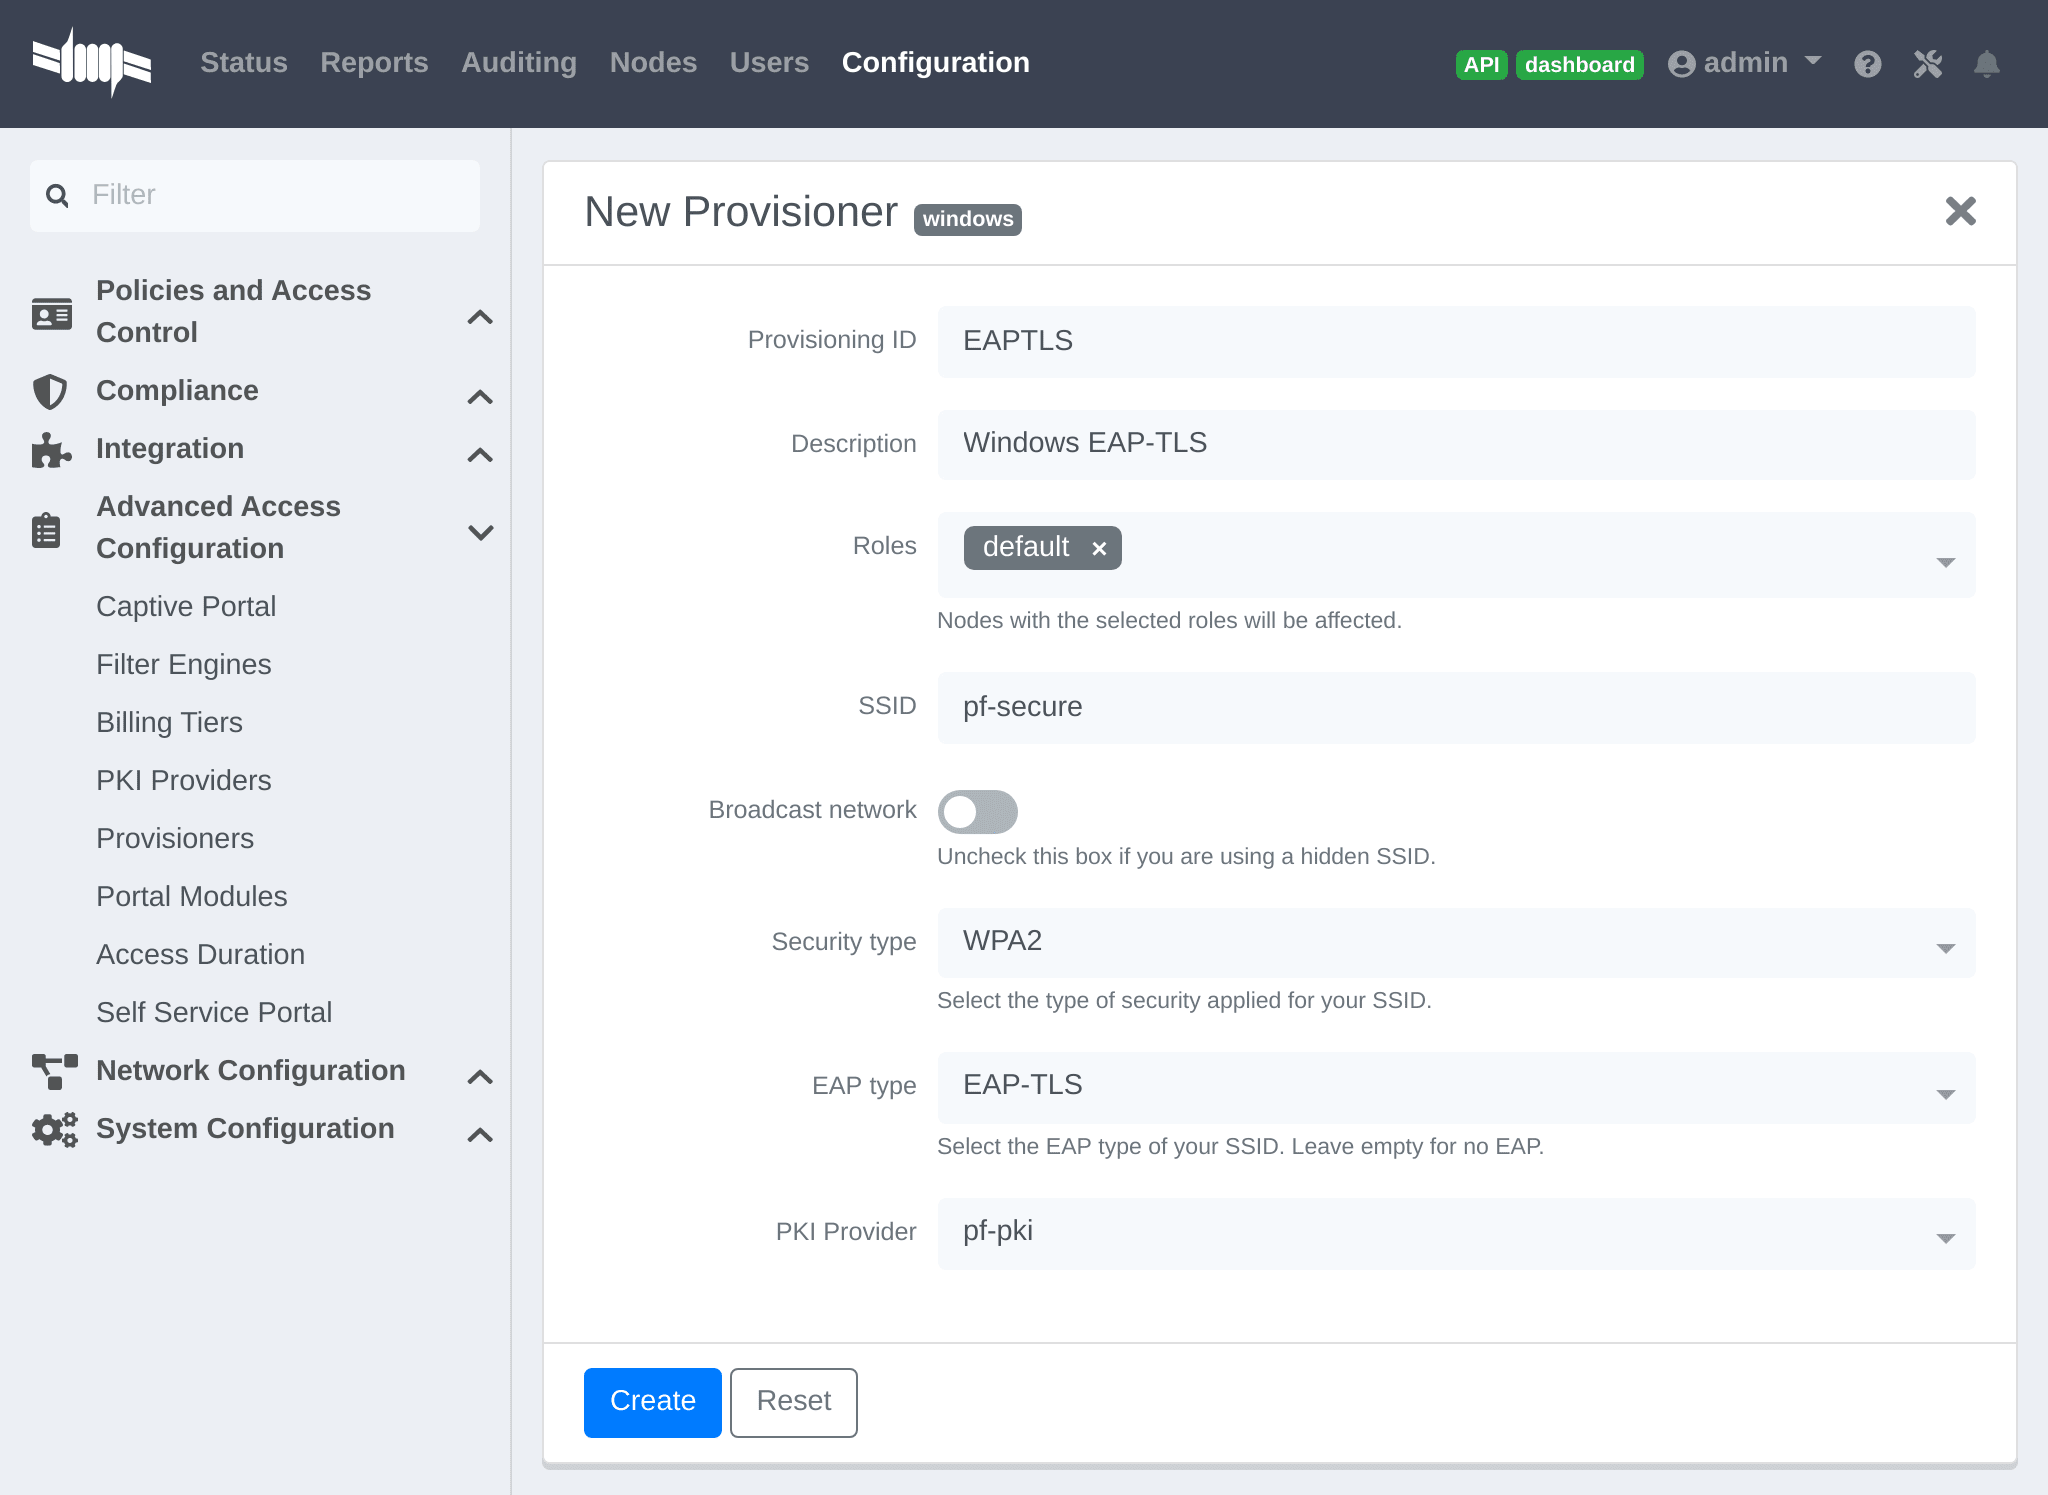 Status Reports Auditing Nodes Users Configuration
API dashboard admin
Filter
Policies and Access
Control
Compliance
Integration
Advanced Access
Configuration
Captive Portal
Filter Engines
Billing Tiers
PKI Providers
Provisioners
Portal Modules
Access Duration
Self Service Portal
Network Configuration
System Configuration
New Provisioner windows
Provisioning ID EAPTLS
Description Windows EAP-TLS
Roles default ×
Nodes with the selected roles will be affected.
SSID pf-secure
Broadcast network
Uncheck this box if you are using a hidden SSID.
Security type WPA2
Select the type of security applied for your SSID.
EAP type EAP-TLS
Select the EAP type of your SSID. Leave empty for no EAP.
PKI Provider pf-pki
Create Reset